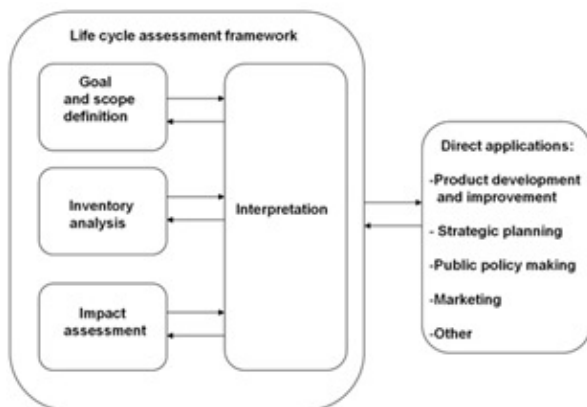 Life cycle assessment framework
Goal
and scope
definition
Inventory
analysis
Impact
assessment
Interpretation
Direct applications:
-Product development
and improvement
- Strategic planning
-Public policy making
-Marketing
-Other